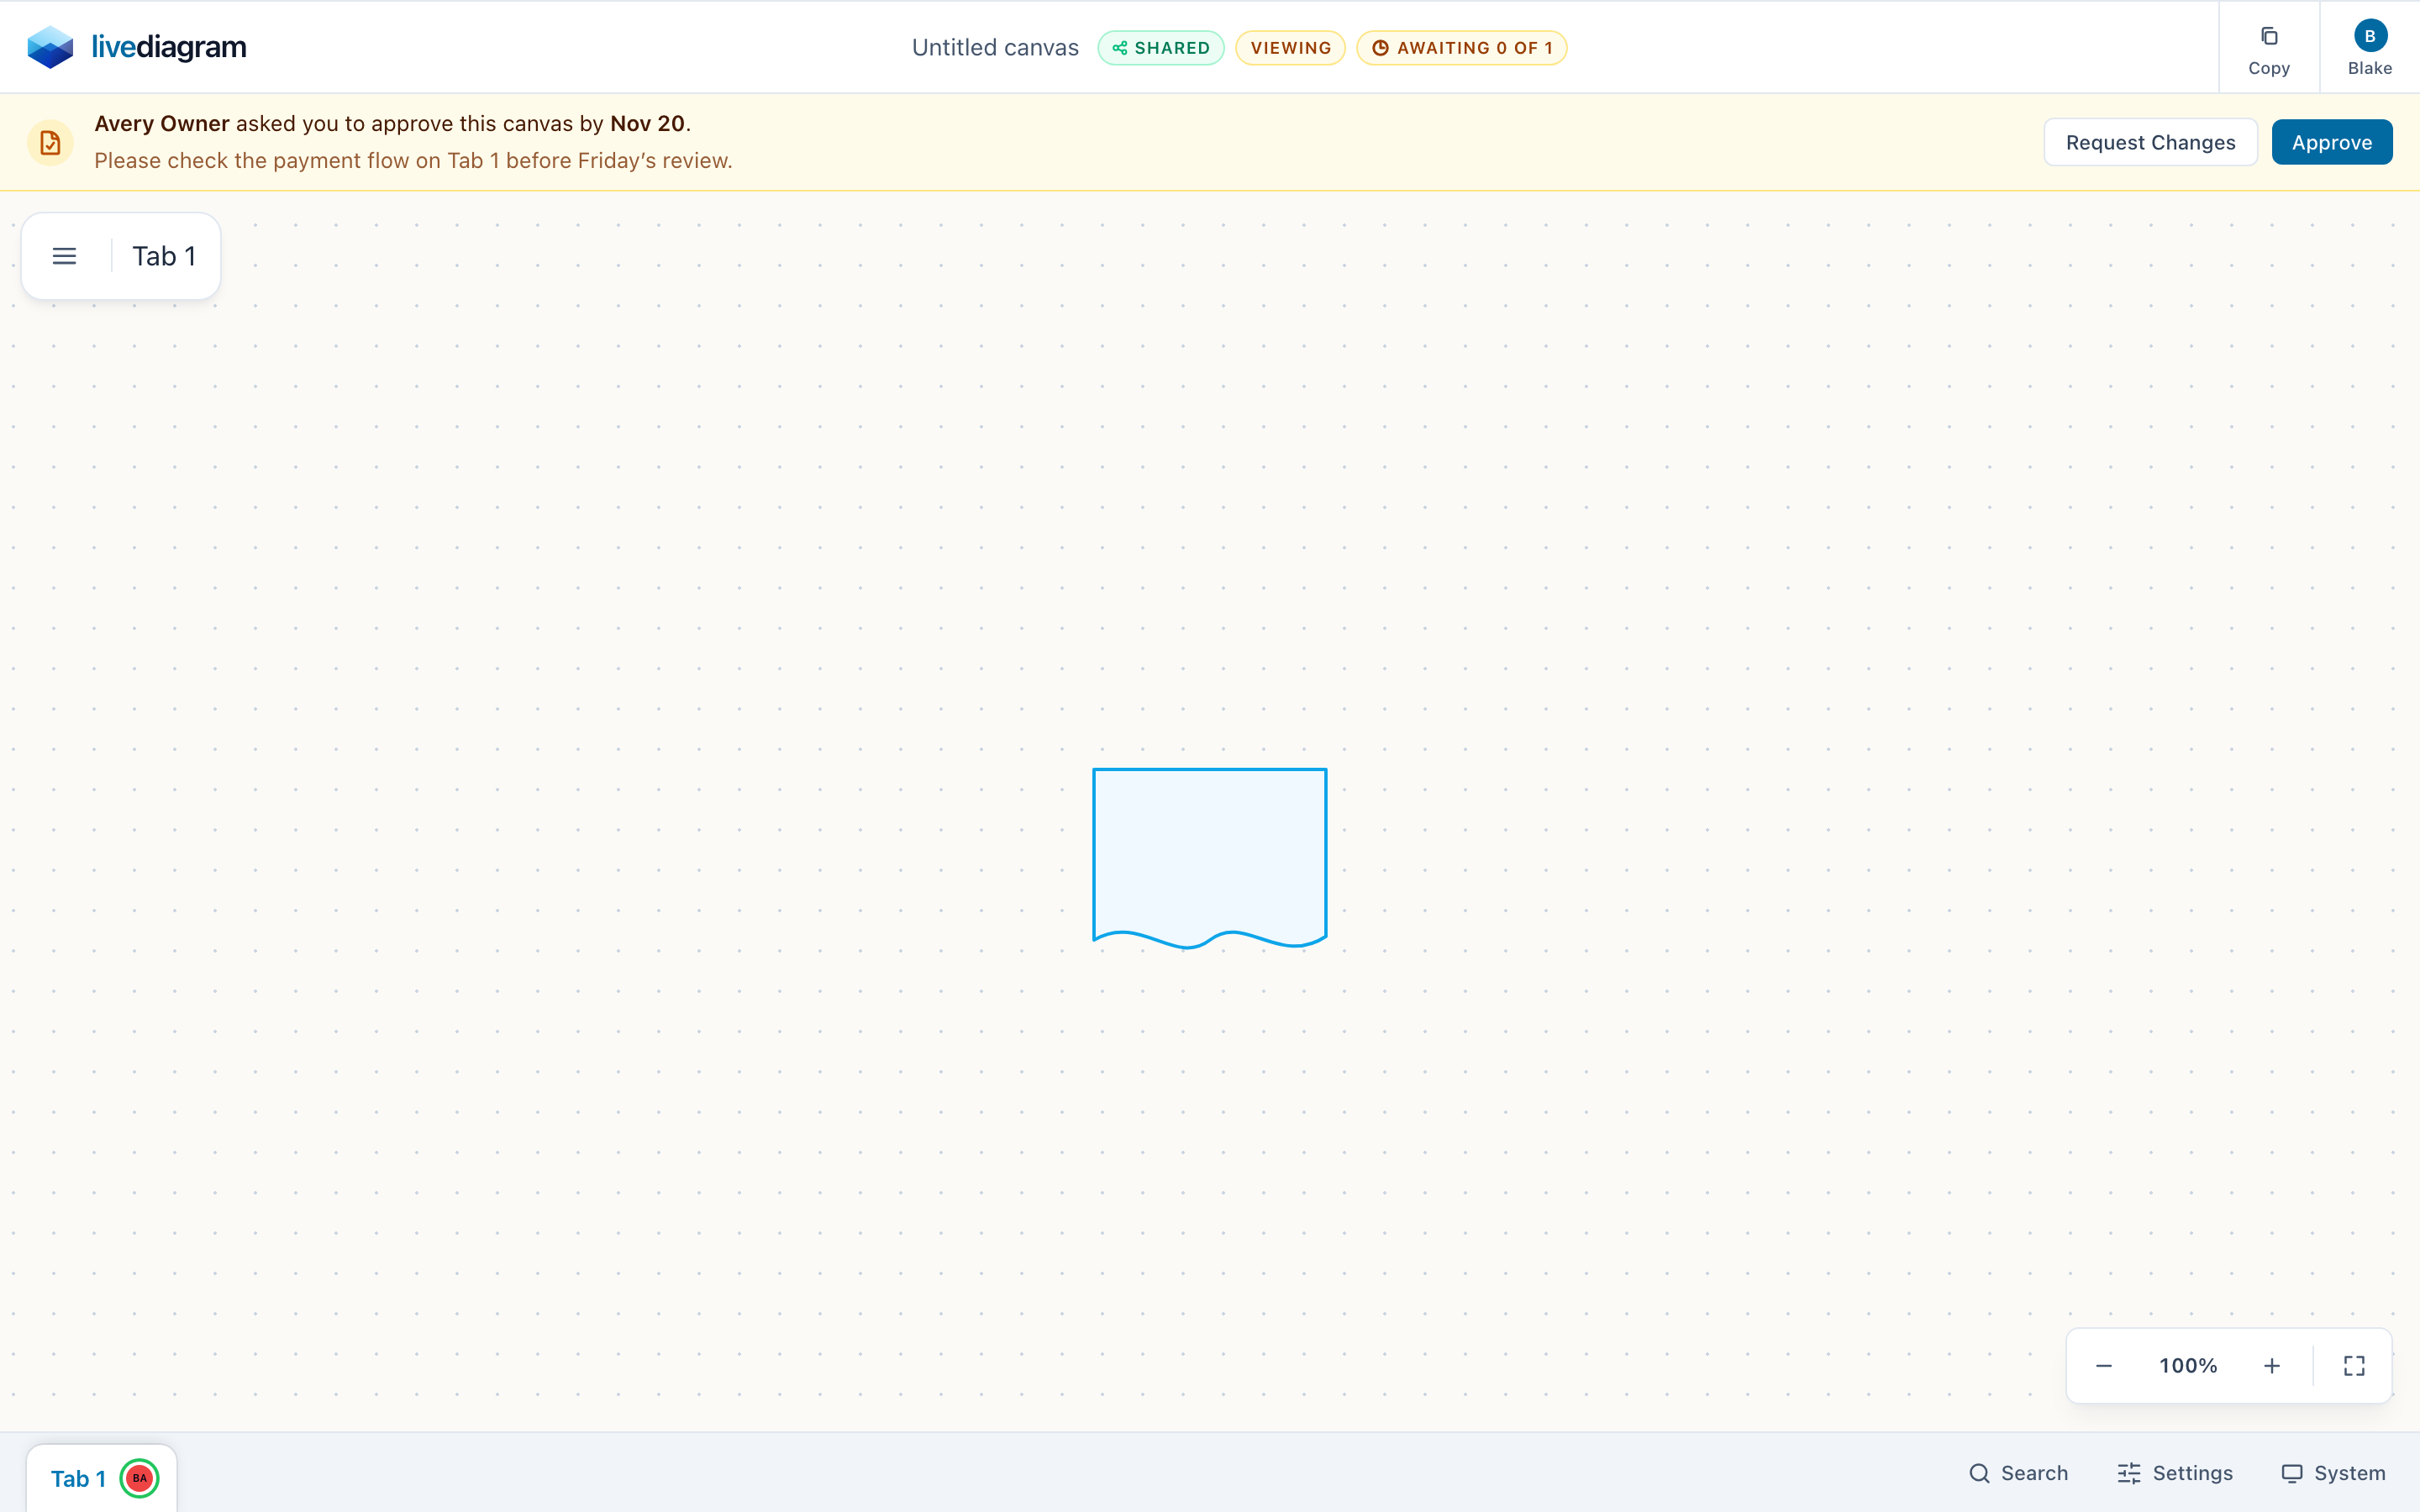 livediagram
Untitled canvas
SHARED
VIEWING
AWAITING 0 OF 1
Copy
B
Blake
Avery Owner asked you to approve this canvas by Nov 20.
Please check the payment flow on Tab 1 before Friday’s review.
Request Changes
Approve
Tab 1
100%
Tab 1
BA
Search
Settings
System